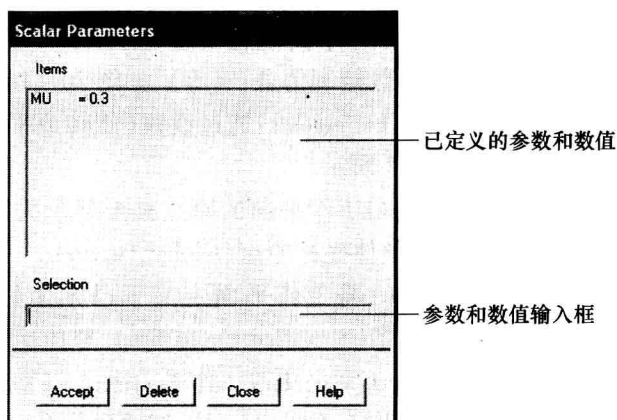 Scalar Parameters
Items
MU = 0.3
已定义的参数和数值
Selection
参数和数值输入框
Accept Delete Close Help